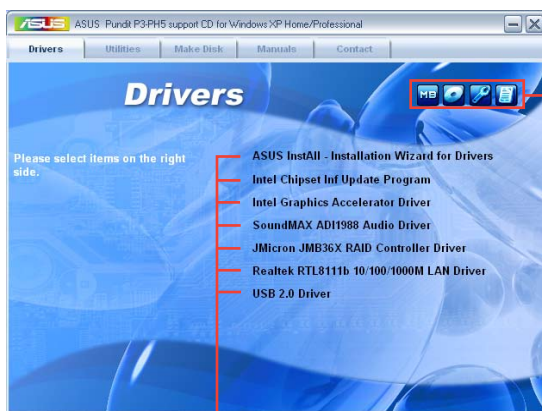 ASUS ASUS Pundit P3-PH5 support CD for Windows XP Home/Professional
Drivers Utilities Make Disk Manuals Contact
Drivers
MB
Please select items on the right
side.
ASUS InstAll - Installation Wizard for Drivers
Intel Chipset Inf Update Program
Intel Graphics Accelerator Driver
SoundMAX ADI1988 Audio Driver
JMicron JMB36X RAID Controller Driver
Realtek RTL8111b 10/100/1000M LAN Driver
USB 2.0 Driver